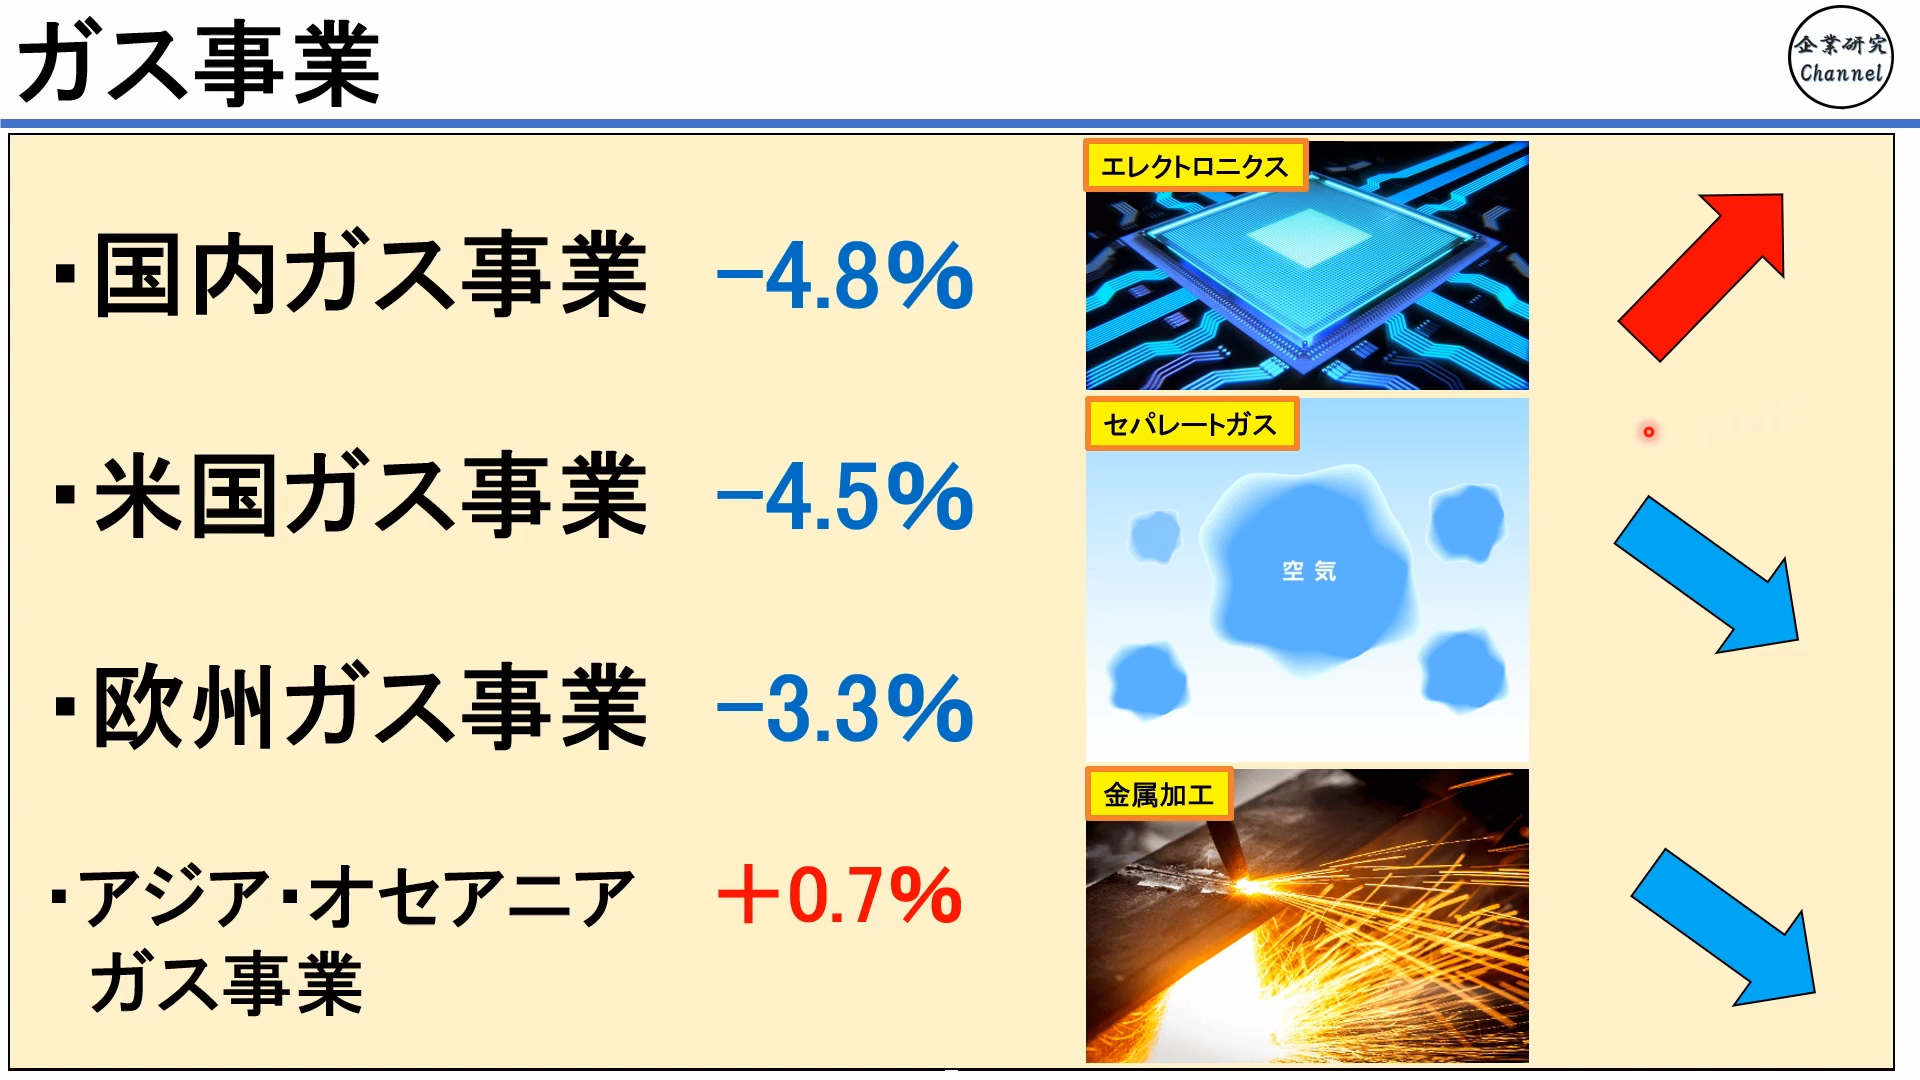 ガス事業
企業研究
Channel
・国内ガス事業 －4.8％
・米国ガス事業 －4.5％
・欧州ガス事業 －3.3％
・アジア・オセアニア ＋0.7％
ガス事業
エレクトロニクス
セパレートガス
空気
金属加工